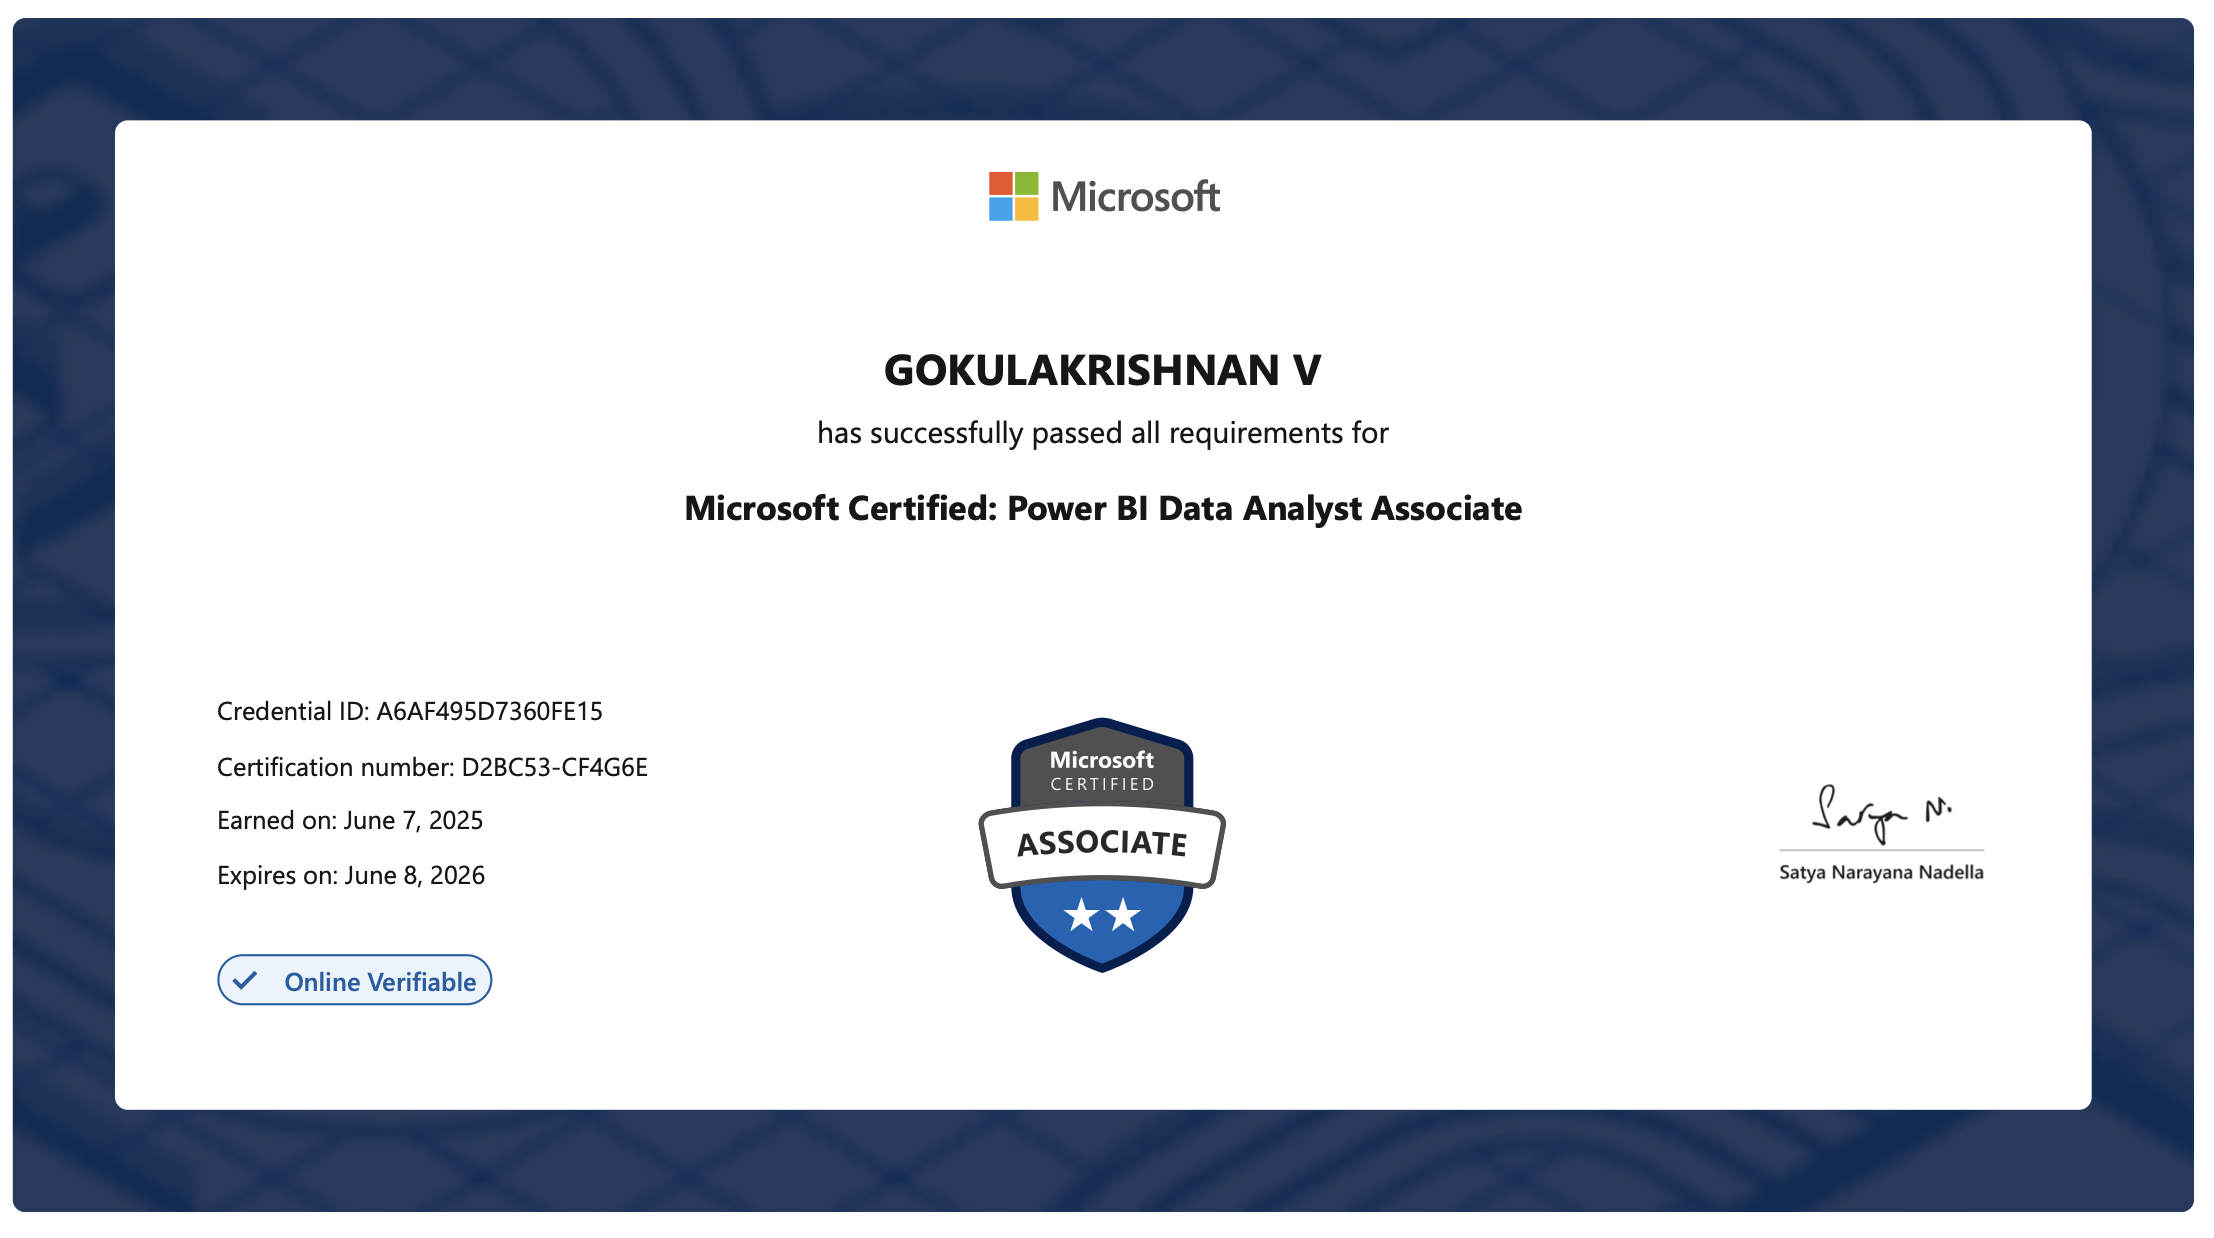 Microsoft
GOKULAKRISHNAN V
has successfully passed all requirements for
Microsoft Certified: Power BI Data Analyst Associate
Credential ID: A6AF495D7360FE15
Certification number: D2BC53-CF4G6E
Earned on: June 7, 2025
Expires on: June 8, 2026
Online Verifiable
Microsoft
CERTIFIED
ASSOCIATE
Satya N.
Satya Narayana Nadella